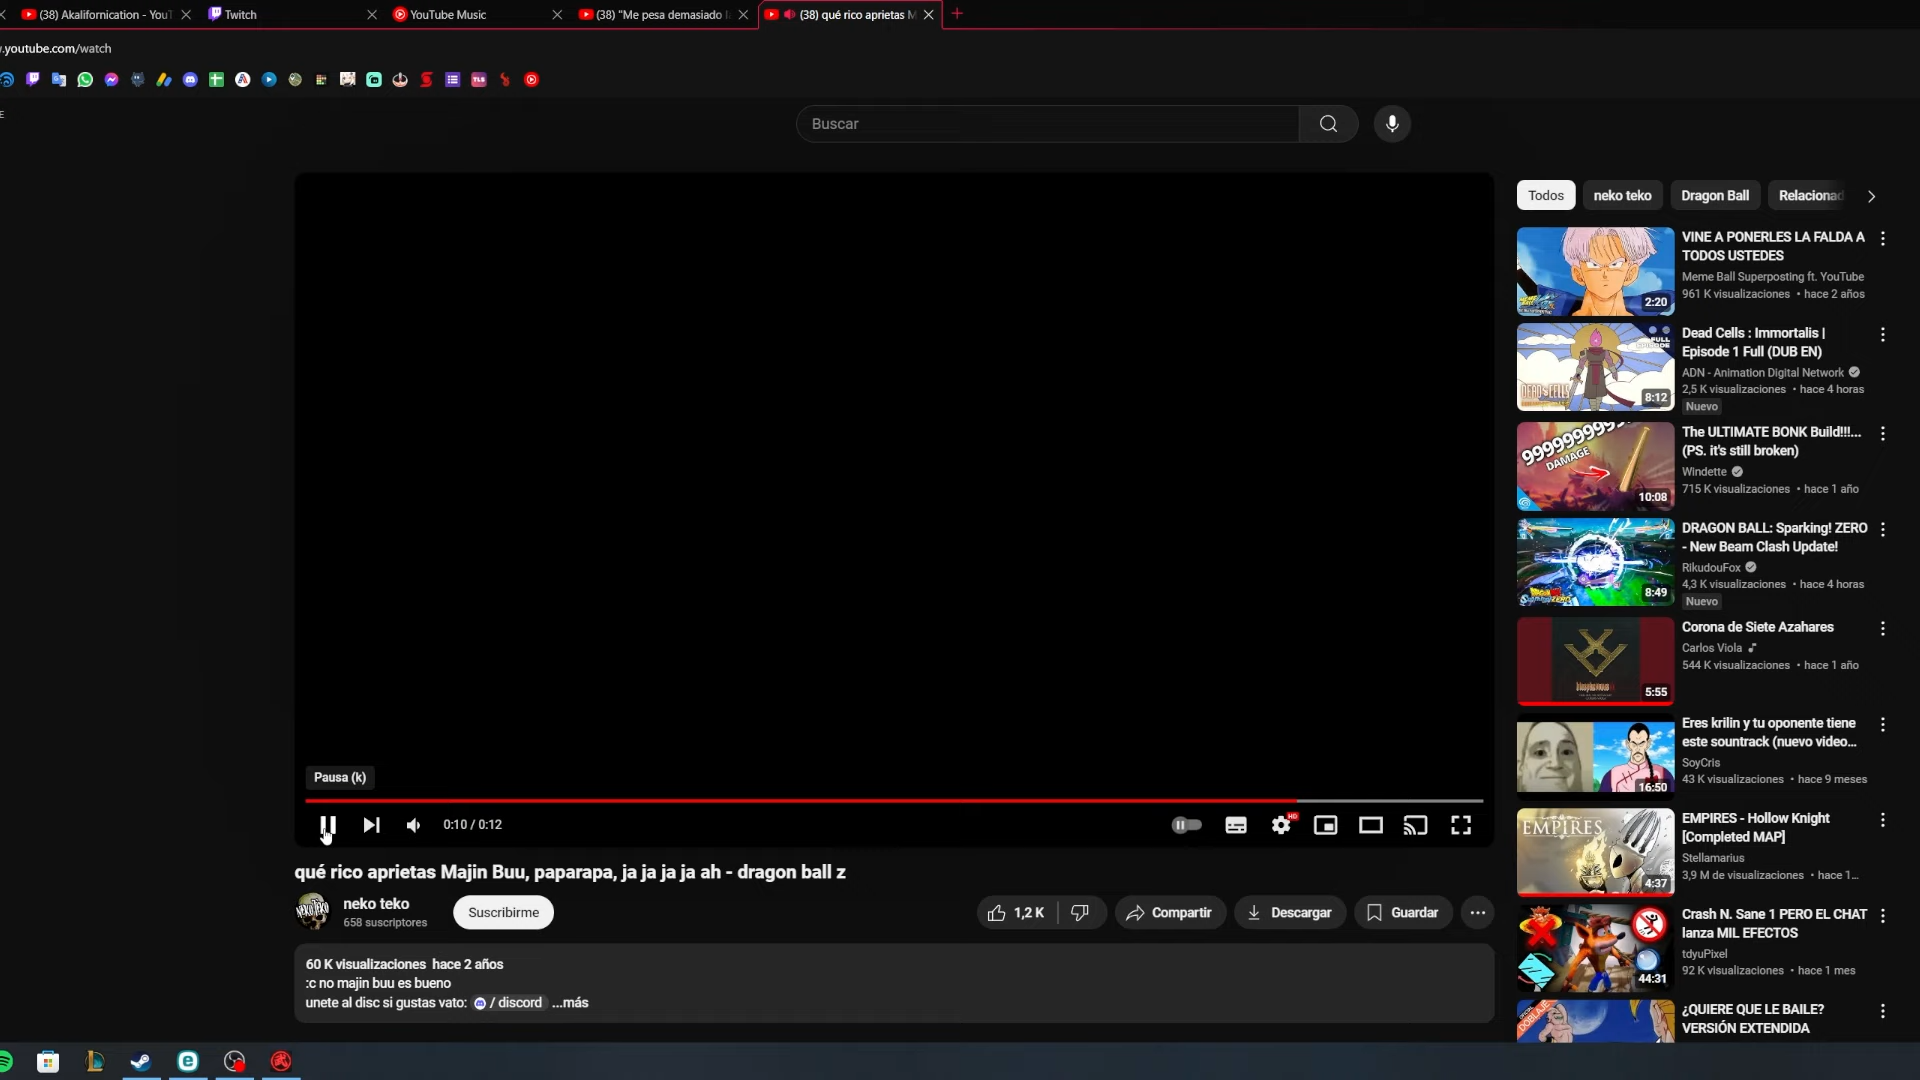 (38) Akalifornication - YouT
Twitch
YouTube Music
(38) "Me pesa demasiado l
(38) qué rico aprietas M
.youtube.com/watch
E
Buscar
Todos
neko teko
Dragon Ball
Relacionad
VINE A PONERLES LA FALDA A
TODOS USTEDES
Meme Ball Superposting ft. YouTube
961 K visualizaciones • hace 2 años
2:20
Dead Cells : Immortalis |
Episode 1 Full (DUB EN)
ADN - Animation Digital Network
2,5 K visualizaciones • hace 4 horas
Nuevo
FULL
EPISODE
DEAD CELLS
8:12
The ULTIMATE BONK Build!!!...
(PS. it's still broken)
Windette
715 K visualizaciones • hace 1 año
9999999999
DAMAGE
10:08
DRAGON BALL: Sparking! ZERO
- New Beam Clash Update!
RikudouFox
4,3 K visualizaciones • hace 4 horas
Nuevo
8:49
Corona de Siete Azahares
Carlos Viola
544 K visualizaciones • hace 1 año
5:55
Eres krilin y tu oponente tiene
este sountrack (nuevo video...
SoyCris
43 K visualizaciones • hace 9 meses
16:50
EMPIRES - Hollow Knight
[Completed MAP]
Stellamarius
3,9 M de visualizaciones • hace 1...
EMPIRES
4:37
Crash N. Sane 1 PERO EL CHAT
lanza MIL EFECTOS
tdyuPixel
92 K visualizaciones • hace 1 mes
44:31
¿QUIERE QUE LE BAILE?
VERSIÓN EXTENDIDA
DOBLAJE
Pausa (k)
0:10 / 0:12
HD
qué rico aprietas Majin Buu, paparapa, ja ja ja ja ah - dragon ball z
NEKO TEKO
neko teko
658 suscriptores
Suscribirme
1,2 K
Compartir
Descargar
Guardar
60 K visualizaciones hace 2 años
:c no majin buu es bueno
unete al disc si gustas vato: / discord ...más